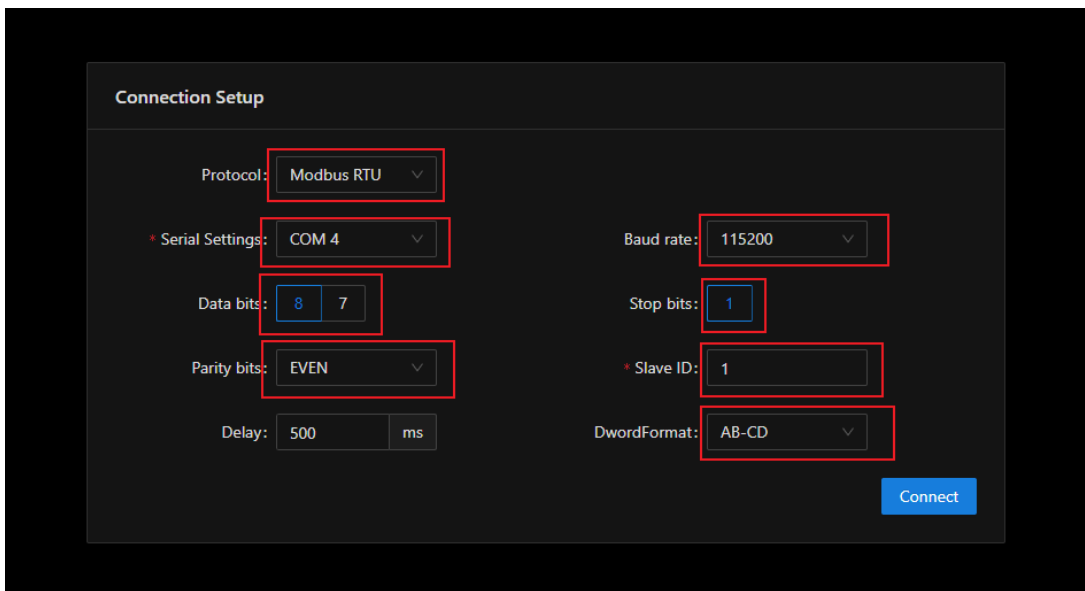 Connection Setup
Protocol: Modbus RTU
* Serial Settings: COM 4 Baud rate: 115200
Data bits: 8 7 Stop bits: 1
Parity bits: EVEN * Slave ID: 1
Delay: 500 ms DwordFormat: AB-CD
Connect